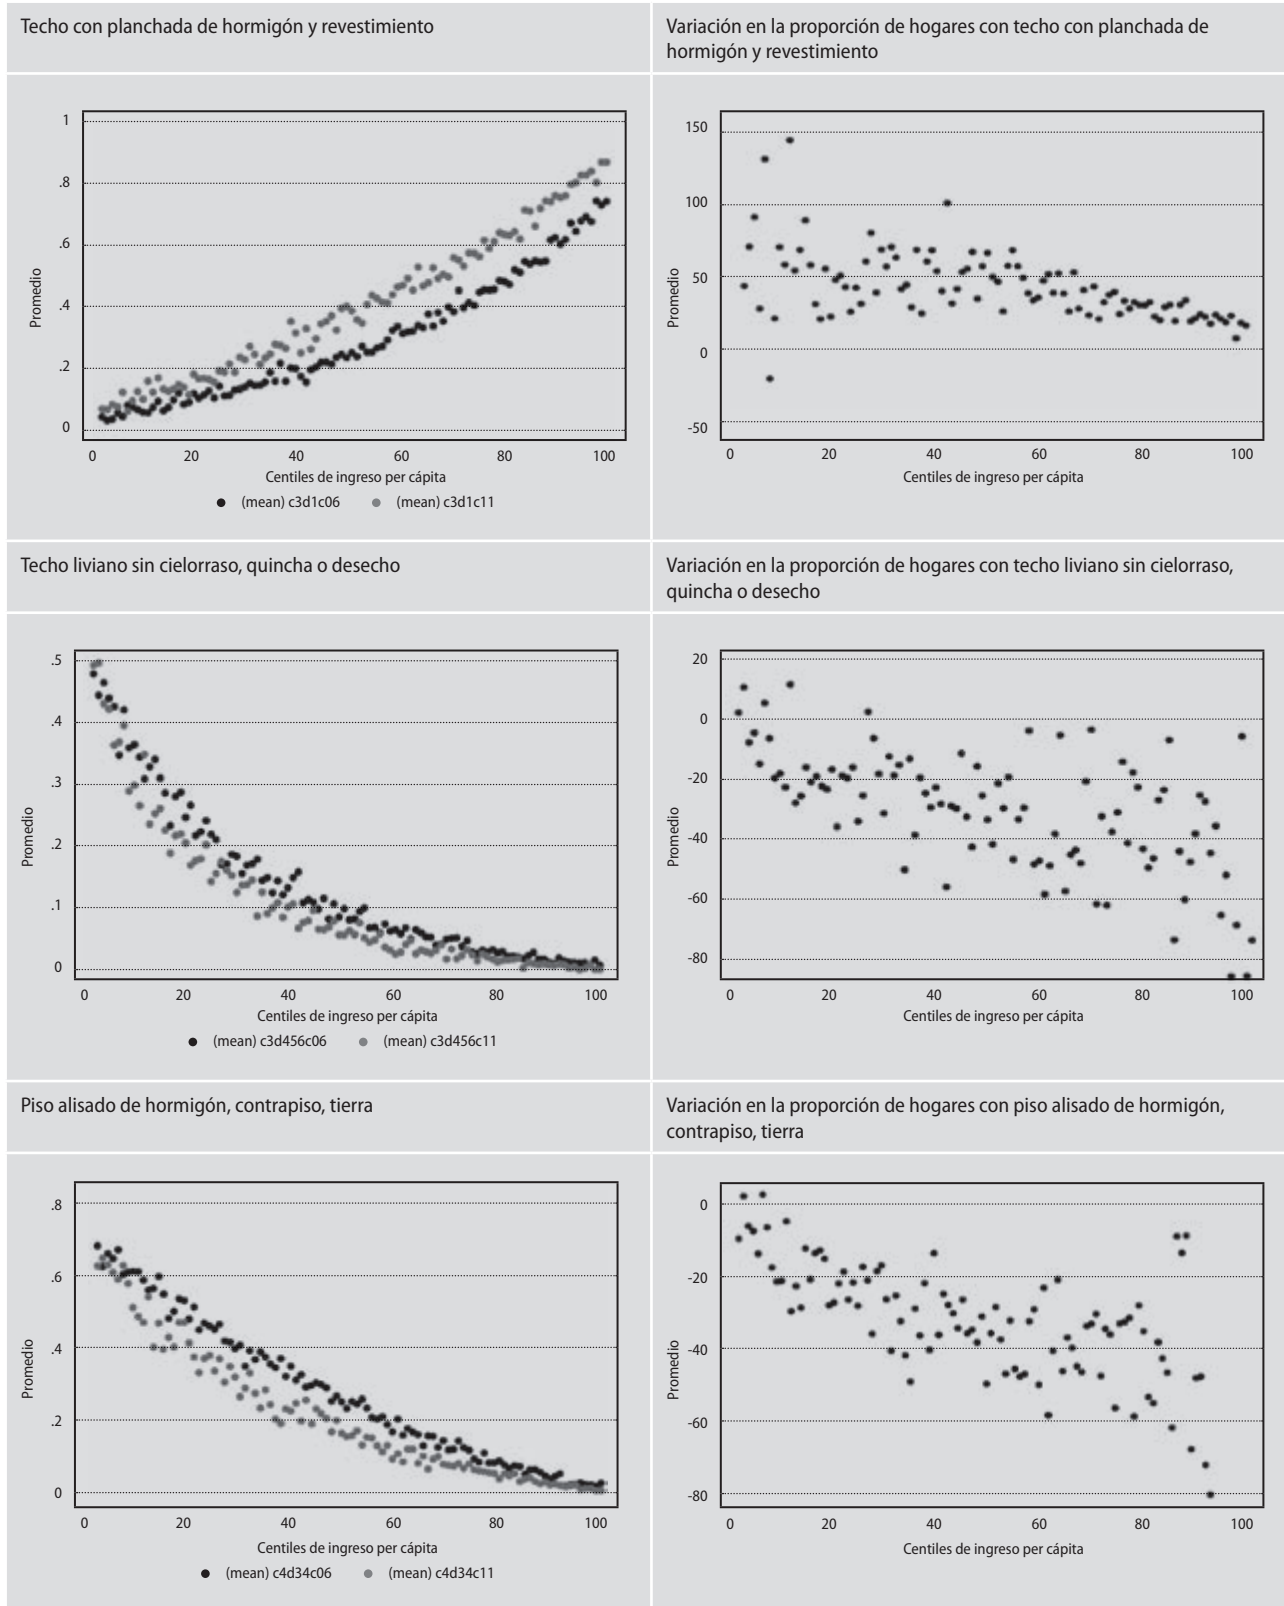 Techo con planchada de hormigón y revestimiento
Variación en la proporción de hogares con techo con planchada de
hormigón y revestimiento
1
.8
.6
.4
.2
0
Promedio
0 20 40 60 80 100
Centiles de ingreso per cápita
(mean) c3d1c06 (mean) c3d1c11
150
100
50
0
-50
Promedio
0 20 40 60 80 100
Centiles de ingreso per cápita
Techo liviano sin cielorraso, quincha o desecho
Variación en la proporción de hogares con techo liviano sin cielorraso,
quincha o desecho
.5
.4
.3
.2
.1
0
Promedio
0 20 40 60 80 100
Centiles de ingreso per cápita
(mean) c3d456c06 (mean) c3d456c11
20
0
-20
-40
-60
-80
Promedio
0 20 40 60 80 100
Centiles de ingreso per cápita
Piso alisado de hormigón, contrapiso, tierra
Variación en la proporción de hogares con piso alisado de hormigón,
contrapiso, tierra
.8
.6
.4
.2
0
Promedio
0 20 40 60 80 100
Centiles de ingreso per cápita
(mean) c4d34c06 (mean) c4d34c11
0
-20
-40
-60
-80
Promedio
0 20 40 60 80 100
Centiles de ingreso per cápita